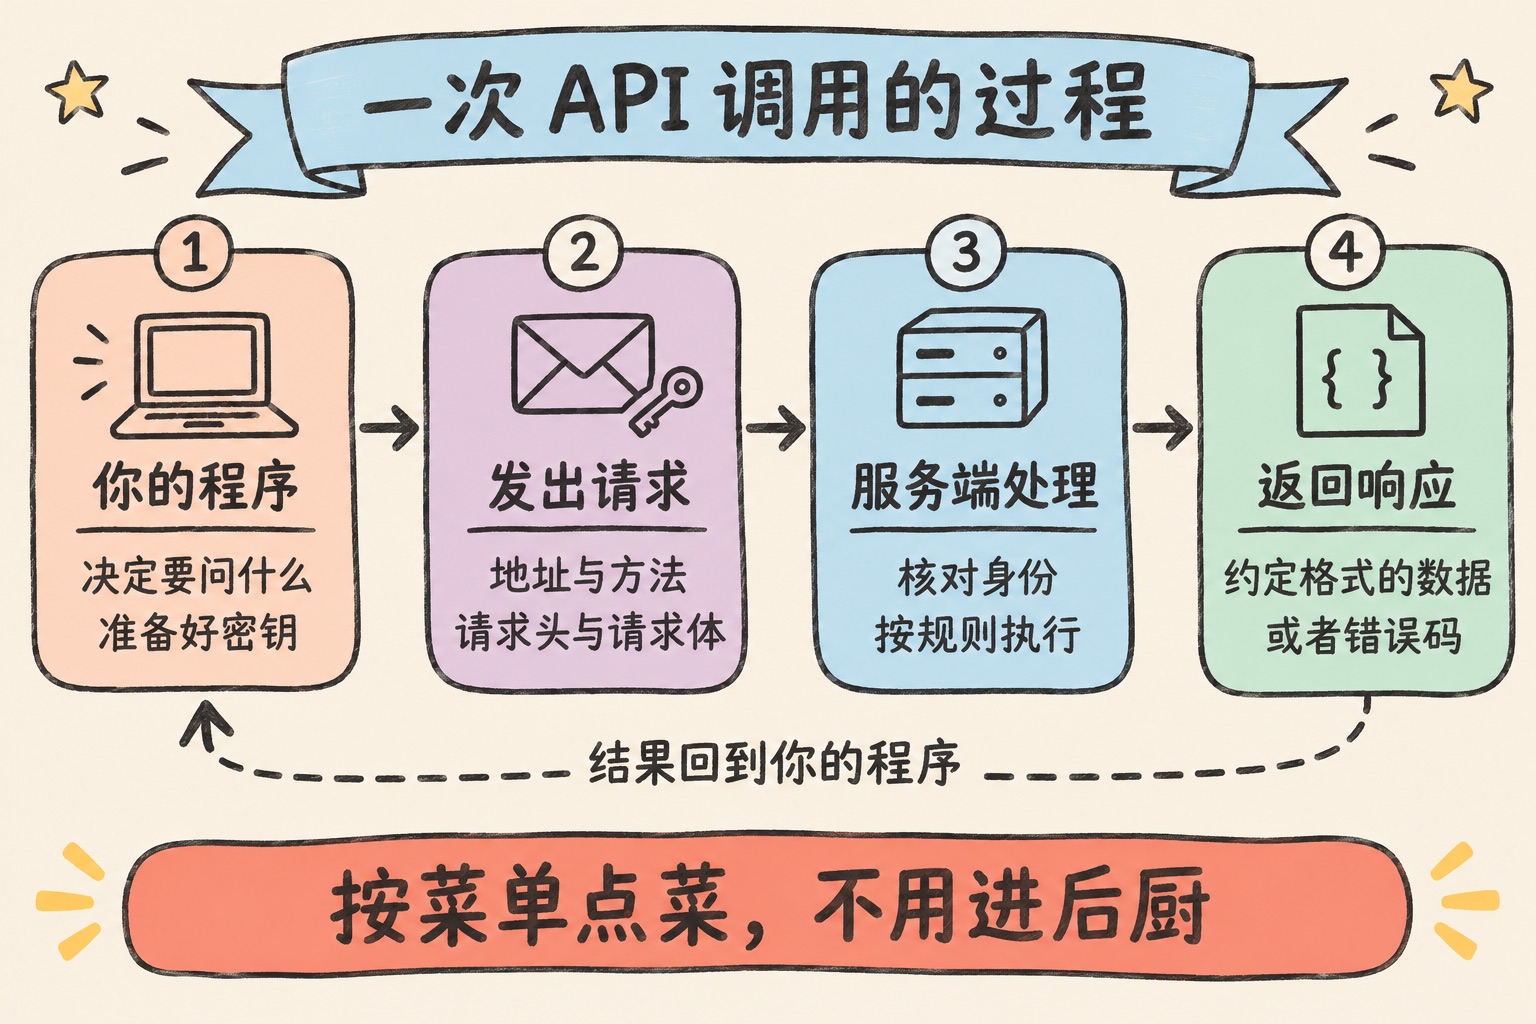 一次 API 调用的过程
1
你的程序
决定要问什么
准备好密钥
2
发出请求
地址与方法
请求头与请求体
3
服务端处理
核对身份
按规则执行
4
{ }
返回响应
约定格式的数据
或者错误码
结果回到你的程序
按菜单点菜，不用进后厨